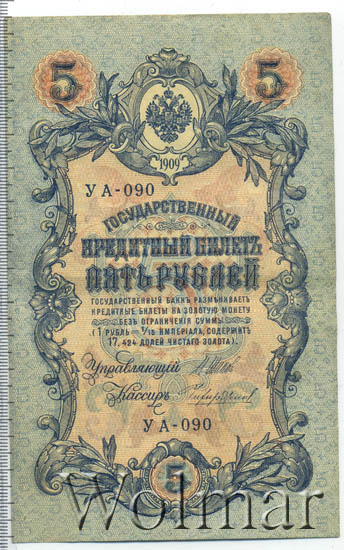 5 5
1909
УА-090
ГОСУДАРСТВЕННЫЙ
КРЕДИТНЫЙ БИЛЕТЪ
ПЯТЬ РУБЛЕЙ
ГОСУДАРСТВЕННЫЙ БАНКЪ РАЗМѢНИВАЕТЪ
КРЕДИТНЫЕ БИЛЕТЫ НА ЗОЛОТУЮ МОНЕТУ
БЕЗЪ ОГРАНИЧЕНІЯ СУММЫ
(1 РУБЛЬ = 1/15 ИМПЕРІАЛА, СОДЕРЖИТЪ
17,424 ДОЛЕЙ ЧИСТАГО ЗОЛОТА).
Управляющій
Кассиръ
УА-090
5
Wolmar